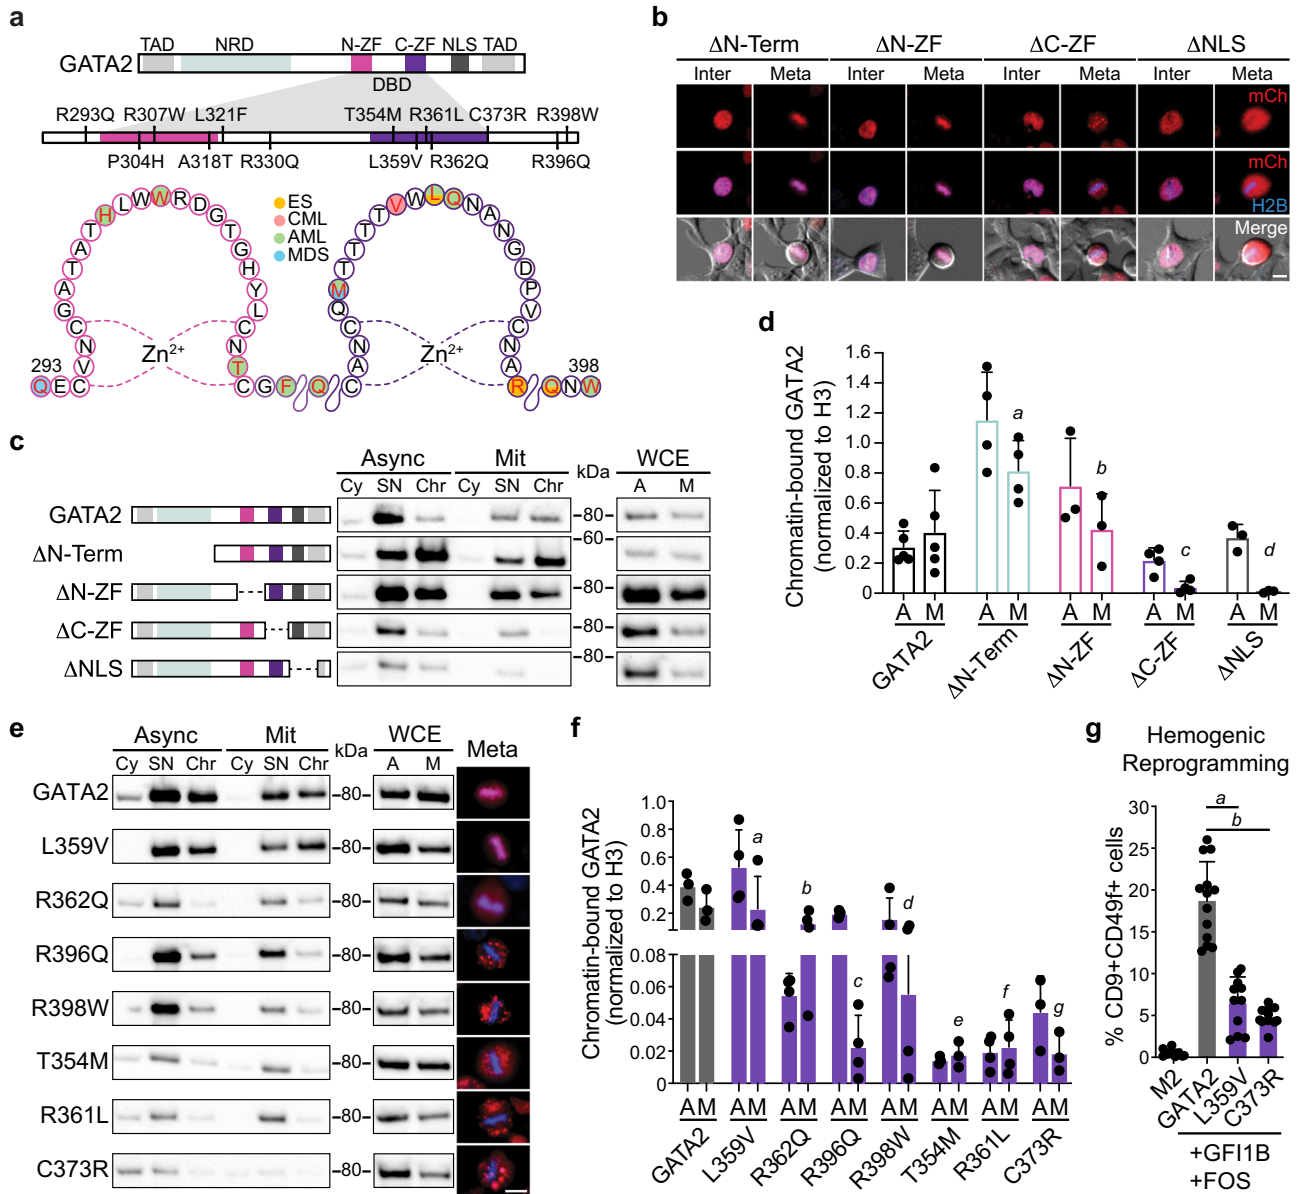 a
TAD NRD N-ZF C-ZF NLS TAD
GATA2
DBD
R293Q R307W L321F T354M R361L C373R R398W
P304H A318T R330Q L359V R362Q R396Q
ES
CML
AML
MDS
H L W W R D G T G H Y L C N T C G F Q
T A T A G C N V C E Q
293
Zn2+
C A N C Q M T T T T V W L Q N A N G D P V C N A R Q N W
Zn2+
398
b
ΔN-Term ΔN-ZF ΔC-ZF ΔNLS
Inter Meta Inter Meta Inter Meta Inter Meta
mCh
mCh
H2B
Merge
c
Async Mit kDa WCE
Cy SN Chr Cy SN Chr A M
GATA2 80
ΔN-Term 60
ΔN-ZF 80
ΔC-ZF 80
ΔNLS 80
d
Chromatin-bound GATA2
(normalized to H3)
1.6
1.4
1.2
1.0
0.8
0.6
0.4
0.2
0
a b c d
A M A M A M A M A M
GATA2 ΔN-Term ΔN-ZF ΔC-ZF ΔNLS
e
Async Mit kDa WCE Meta
Cy SN Chr Cy SN Chr A M
GATA2 80
L359V 80
R362Q 80
R396Q 80
R398W 80
T354M 80
R361L 80
C373R 80
f
Chromatin-bound GATA2
(normalized to H3)
1.0
0.8
0.6
0.4
0.2
0.08
0.06
0.04
0.02
0
a b c d e f g
AM AM AM AM AM AM AM AM
GATA2 L359V R362Q R396Q R398W T354M R361L C373R
g
Hemogenic
Reprogramming
a
b
% CD9+CD49f+ cells
30
25
20
15
10
5
0
M2 GATA2 L359V C373R
+GFI1B
+FOS